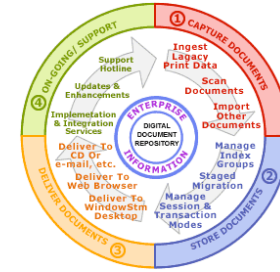 ① CAPTURE DOCUMENTS
Ingest
Legacy
Print Data
Scan
Documents
Import
Other
Documents
② STORE DOCUMENTS
Manage
Index
Groups
Staged
Migration
Manage
Session &
Transaction
Modes
③ DELIVER DOCUMENTS
Deliver To
CD Or
e-mail, etc.
Deliver To
Web Browser
Deliver To
WindowStm
Desktop
④ ON-GOING / SUPPORT
Support
Hotline
Updates &
Enhancements
Implemetation
& Integration
Services
ENTERPRISE
INFORMATION
DIGITAL
DOCUMENT
REPOSITORY